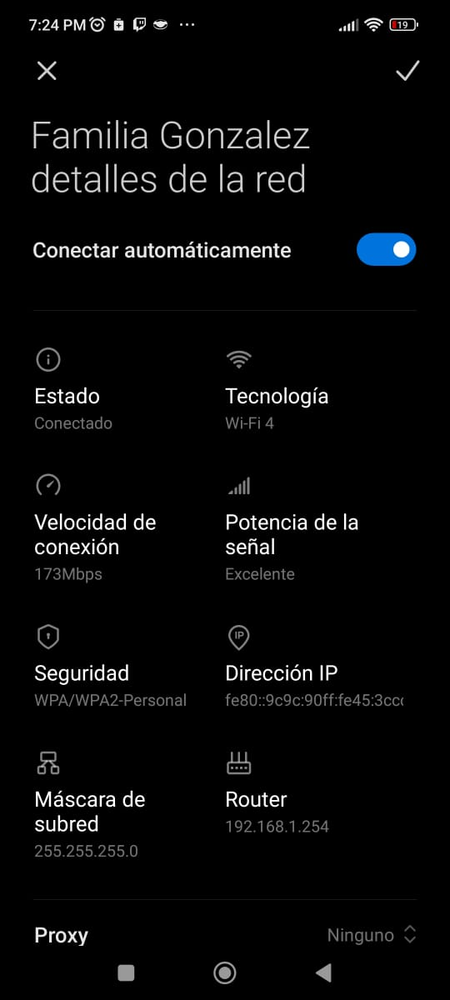 7:24 PM
19
Familia Gonzalez
detalles de la red
Conectar automáticamente
Estado
Conectado
Tecnología
Wi-Fi 4
Velocidad de
conexión
173Mbps
Potencia de la
señal
Excelente
Seguridad
WPA/WPA2-Personal
IP
Dirección IP
fe80::9c9c:90ff:fe45:3cc
Máscara de
subred
255.255.255.0
Router
192.168.1.254
Proxy
Ninguno